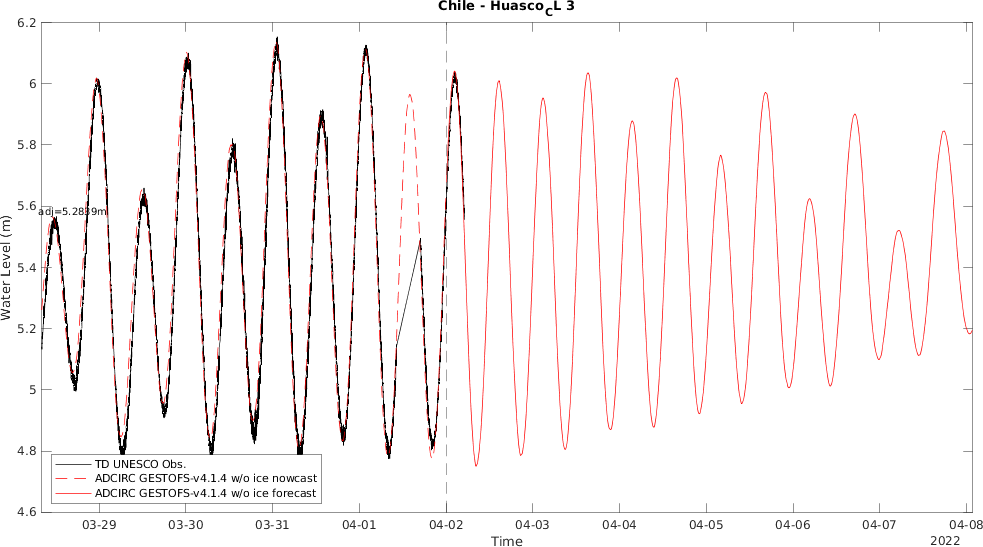 Chile - Huasco_CL 3
6.2
6
5.8
5.6
5.4
5.2
5
4.8
4.6
Water Level (m)
adj=5.2839m
TD UNESCO Obs.
ADCIRC GESTOFS-v4.1.4 w/o ice nowcast
ADCIRC GESTOFS-v4.1.4 w/o ice forecast
03-29 03-30 03-31 04-01 04-02 04-03 04-04 04-05 04-06 04-07 04-08
Time
2022